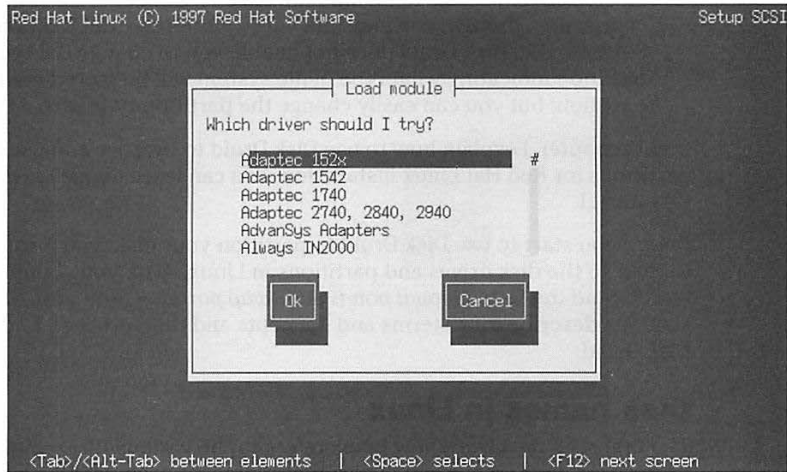 Red Hat Linux (C) 1997 Red Hat Software Setup SCSI
Load module
Which driver should I try?
Adaptec 152x #
Adaptec 1542
Adaptec 1740
Adaptec 2740, 2840, 2940
AdvanSys Adapters
Always IN2000
Ok Cancel
<Tab>/<Alt-Tab> between elements | <Space> selects | <F12> next screen